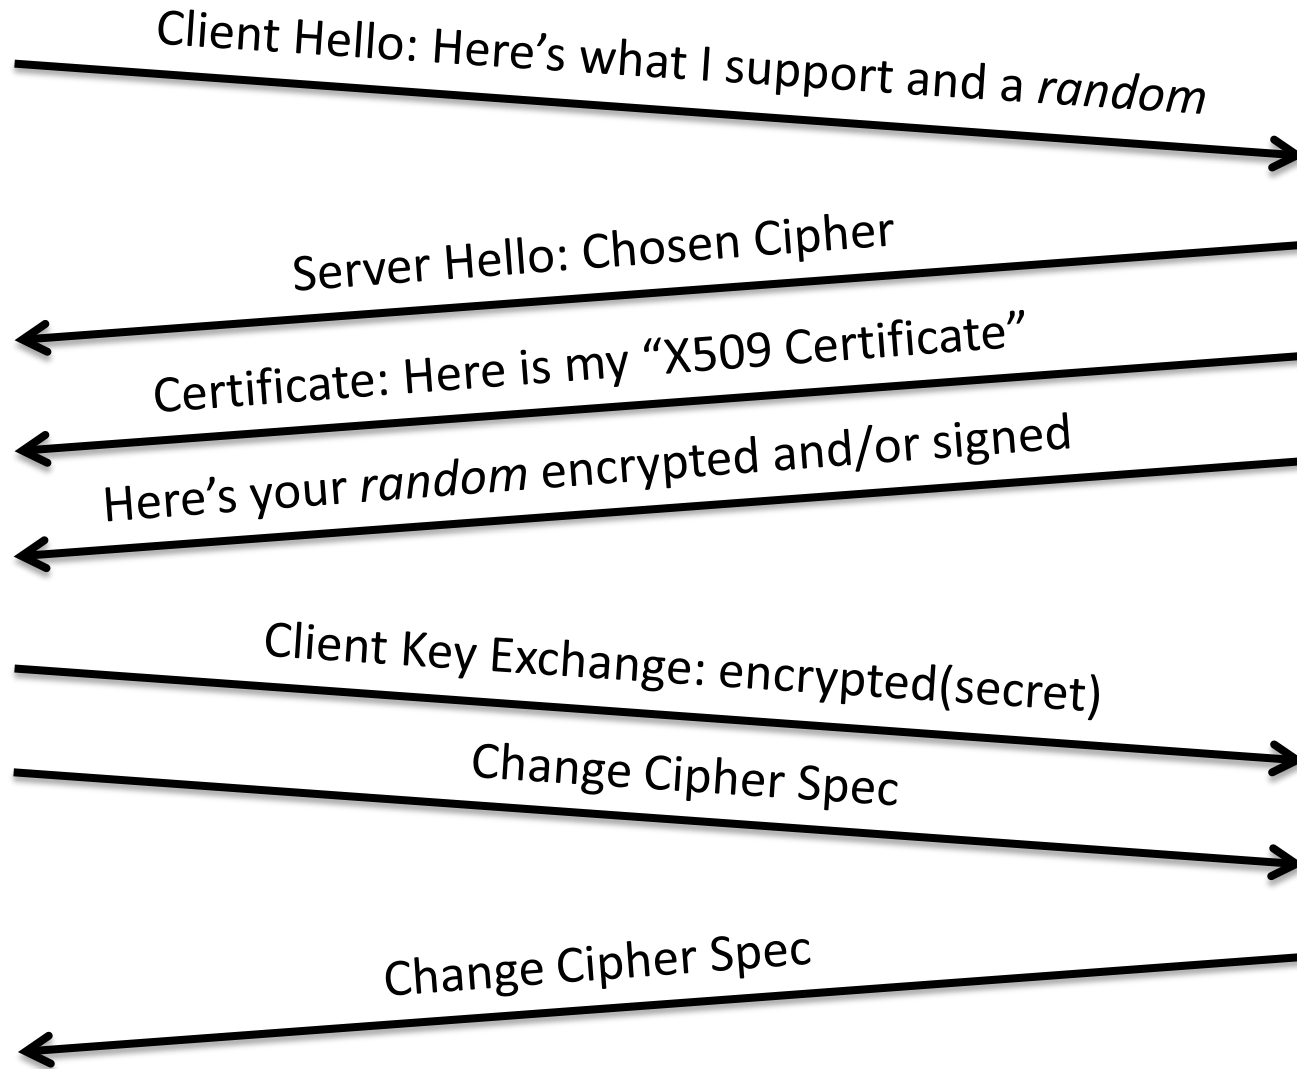 Client Hello: Here’s what I support and a random
Server Hello: Chosen Cipher
Certificate: Here is my “X509 Certificate”
Here’s your random encrypted and/or signed
Client Key Exchange: encrypted(secret)
Change Cipher Spec
Change Cipher Spec